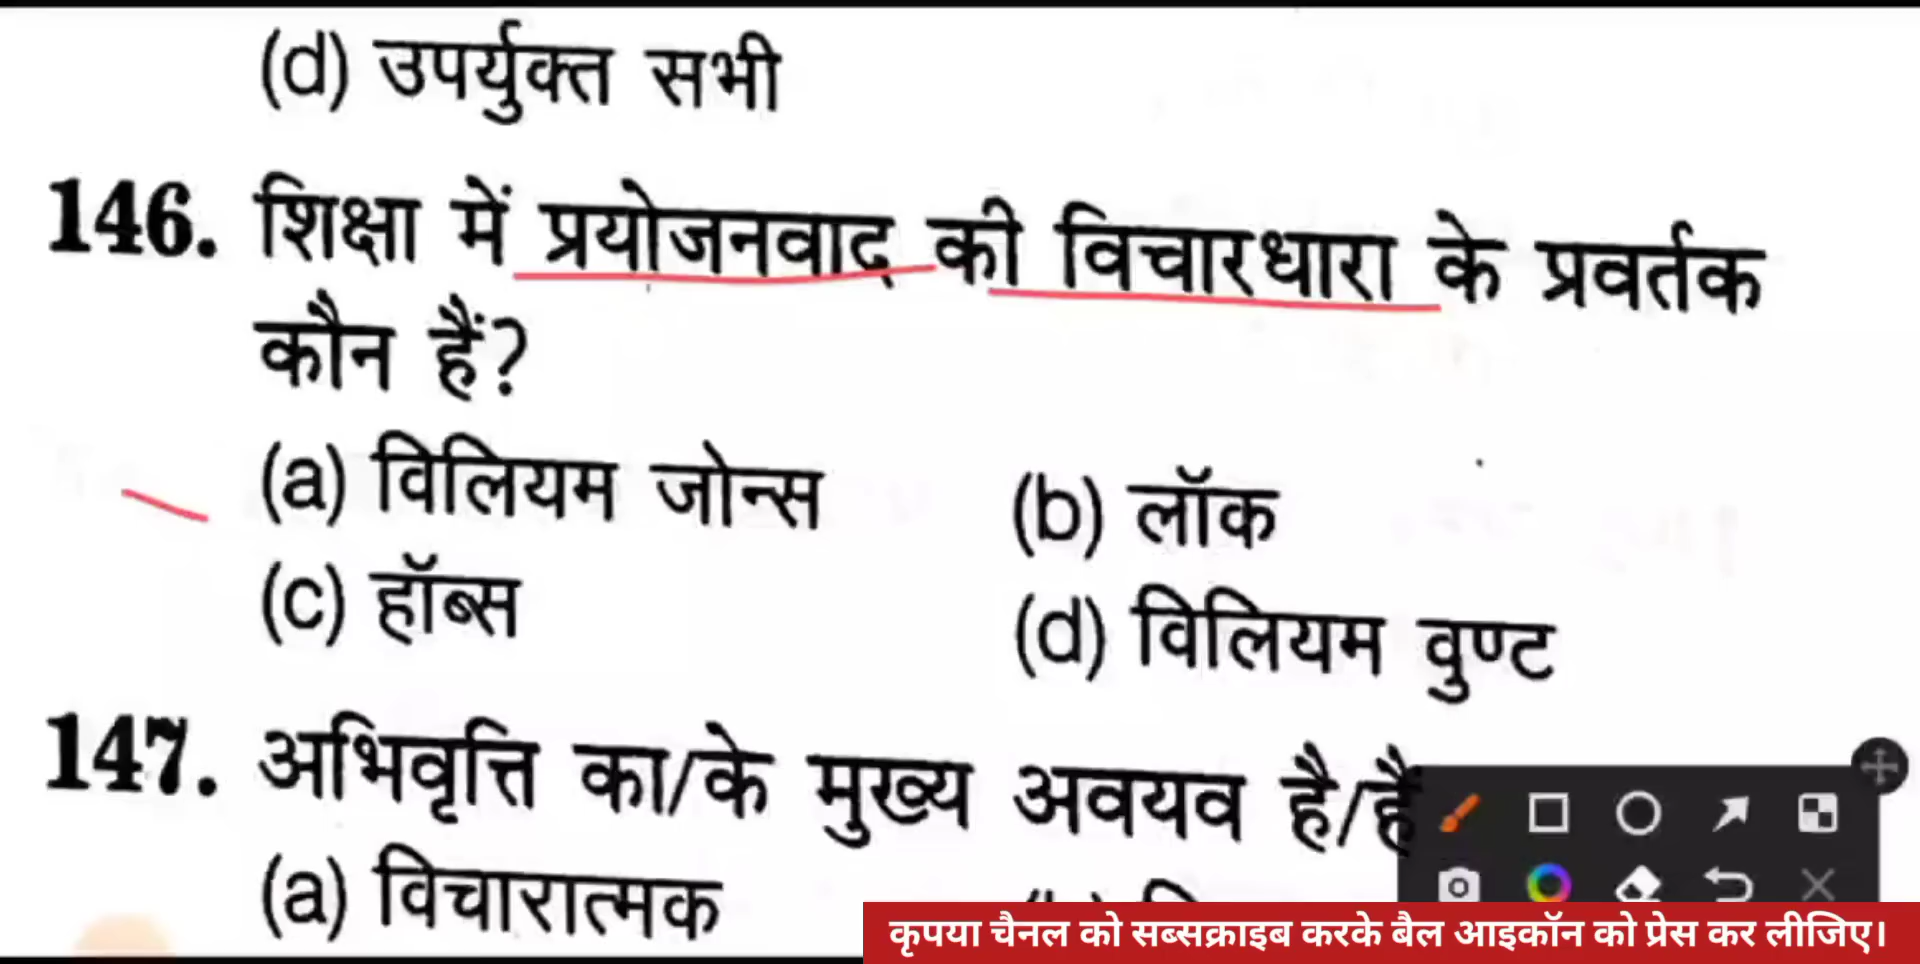 (d) उपर्युक्त सभी
146. शिक्षा में प्रयोजनवाद की विचारधारा के प्रवर्तक
कौन हैं?
(a) विलियम जोन्स (b) लॉक
(c) हॉब्स (d) विलियम वुण्ट
147. अभिवृत्ति का/के मुख्य अवयव है/हैं
(a) विचारात्मक
कृपया चैनल को सब्सक्राइब करके बैल आइकॉन को प्रेस कर लीजिए।